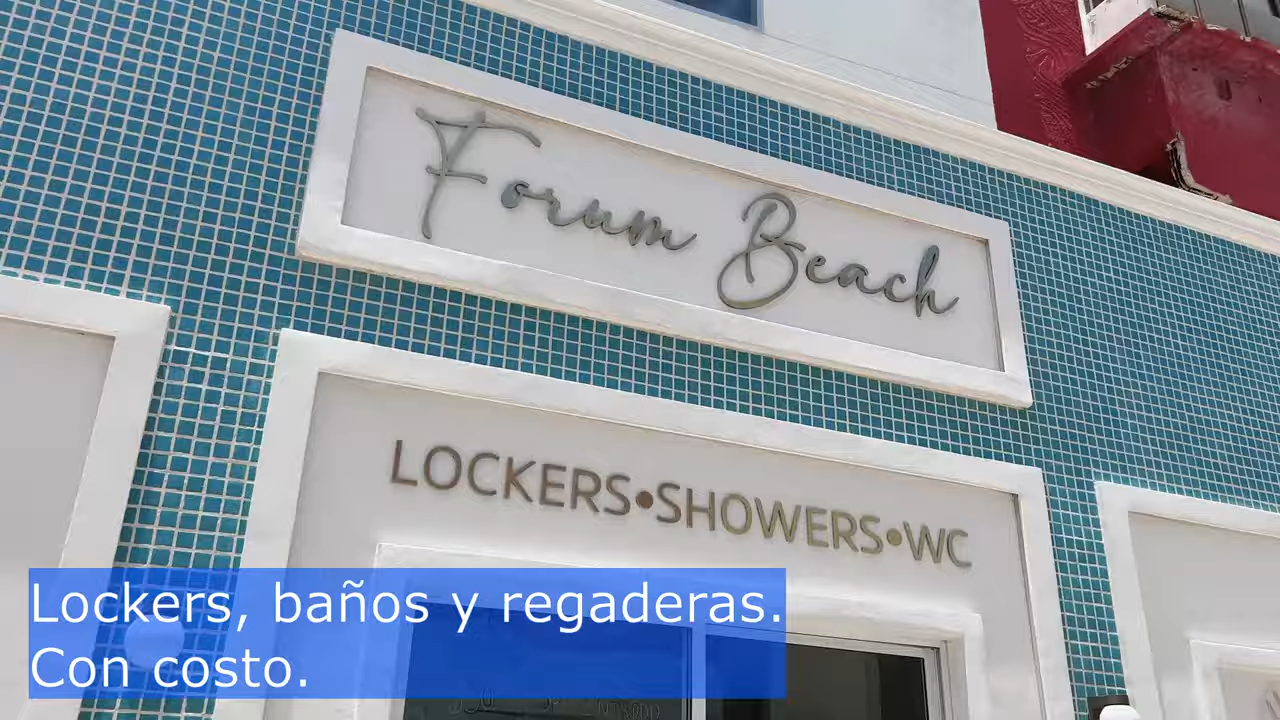 Forum Beach
LOCKERS•SHOWERS•WC
Lockers, baños y regaderas.
Con costo.